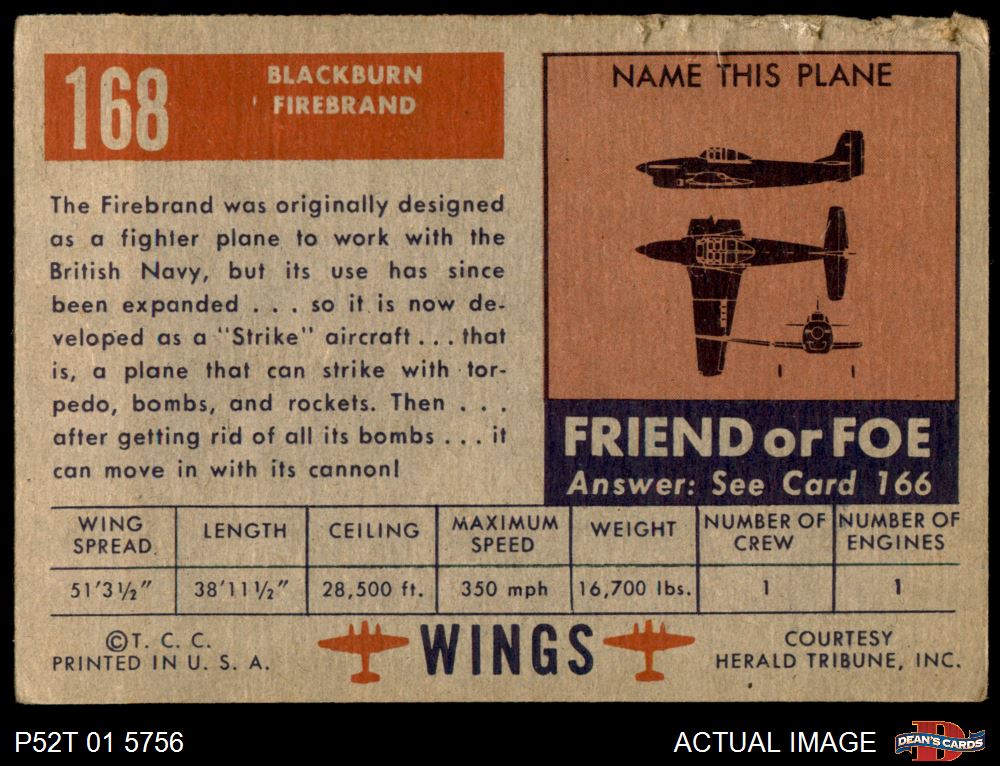 168
BLACKBURN
FIREBRAND
The Firebrand was originally designed
as a fighter plane to work with the
British Navy, but its use has since
been expanded . . . so it is now de-
veloped as a "Strike" aircraft . . . that
is, a plane that can strike with tor-
pedo, bombs, and rockets. Then . . .
after getting rid of all its bombs . . . it
can move in with its cannon!
NAME THIS PLANE
FRIEND or FOE
Answer: See Card 166
WING SPREAD LENGTH CEILING MAXIMUM SPEED WEIGHT NUMBER OF CREW NUMBER OF ENGINES
51'3½" 38'11½" 28,500 ft. 350 mph 16,700 lbs. 1 1
©T. C. C.
PRINTED IN U. S. A.
WINGS
COURTESY
HERALD TRIBUNE, INC.
P52T 01 5756
ACTUAL IMAGE
DEAN'S CARDS